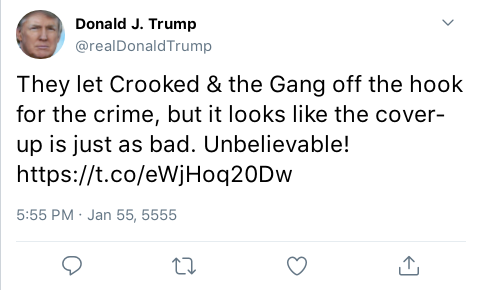 Donald J. Trump
@realDonaldTrump
They let Crooked & the Gang off the hook
for the crime, but it looks like the cover-
up is just as bad. Unbelievable!
https://t.co/eWjHoq20Dw
5:55 PM · Jan 55, 5555